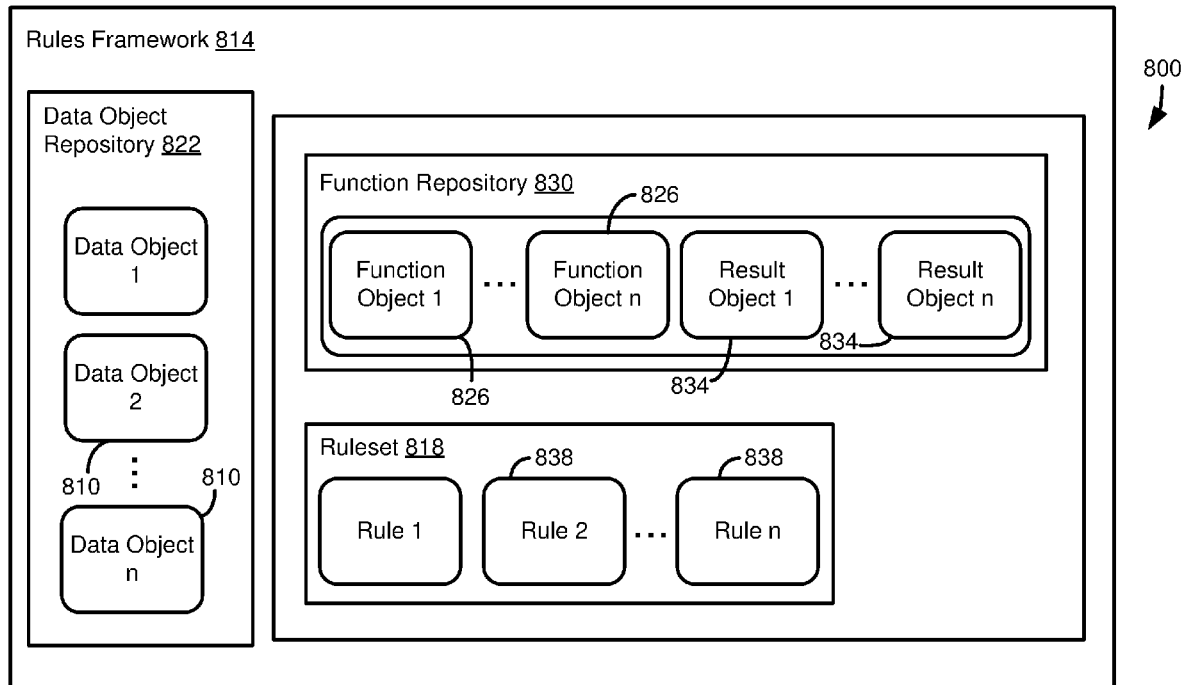 Rules Framework 814
800
Data Object
Repository 822
Data Object
1
Data Object
2
810
810
Data Object
n
Function Repository 830
826
Function
Object 1
...
Function
Object n
Result
Object 1
...
Result
Object n
826
834
834
Ruleset 818
838
838
Rule 1
Rule 2
...
Rule n